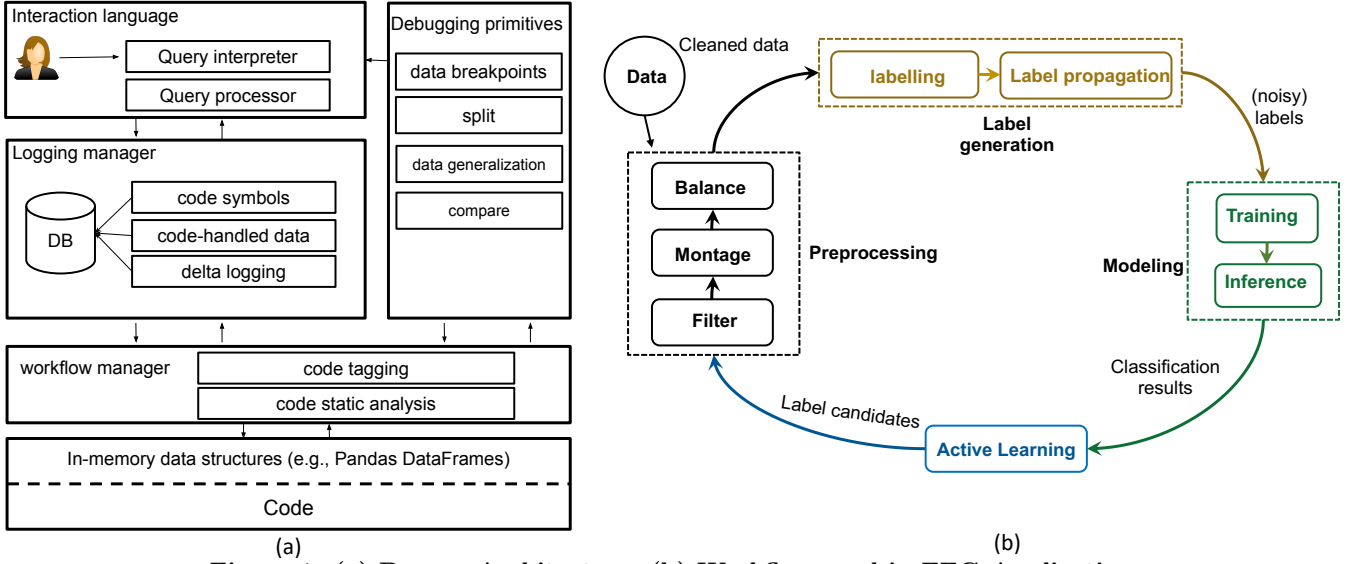 Interaction language
Query interpreter
Query processor
Debugging primitives
data breakpoints
split
data generalization
compare
Logging manager
DB
code symbols
code-handled data
delta logging
workflow manager
code tagging
code static analysis
In-memory data structures (e.g., Pandas DataFrames)
Code
(a)
Data
Cleaned data
labelling
Label propagation
Label
generation
(noisy)
labels
Balance
Montage
Filter
Preprocessing
Modeling
Training
Inference
Classification
results
Label candidates
Active Learning
(b)